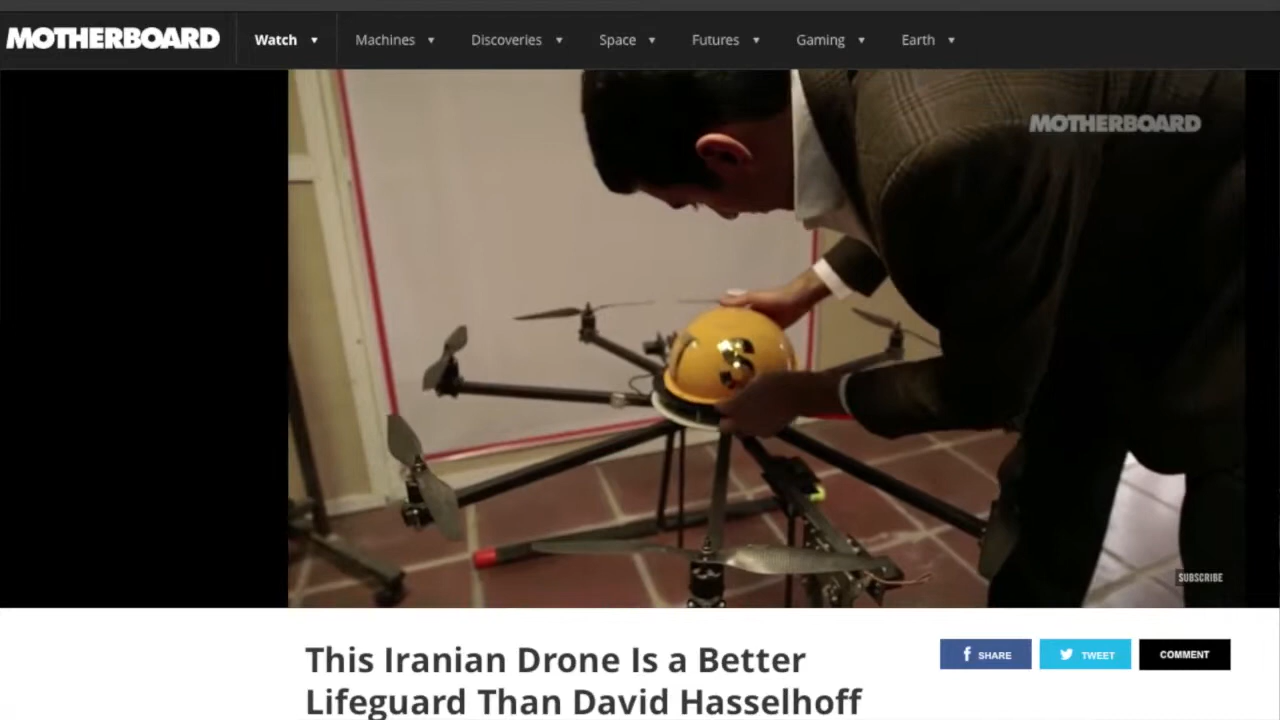 MOTHERBOARD
Watch Machines Discoveries Space Futures Gaming Earth
MOTHERBOARD
S
SUBSCRIBE
This Iranian Drone Is a Better
Lifeguard Than David Hasselhoff
SHARE TWEET COMMENT